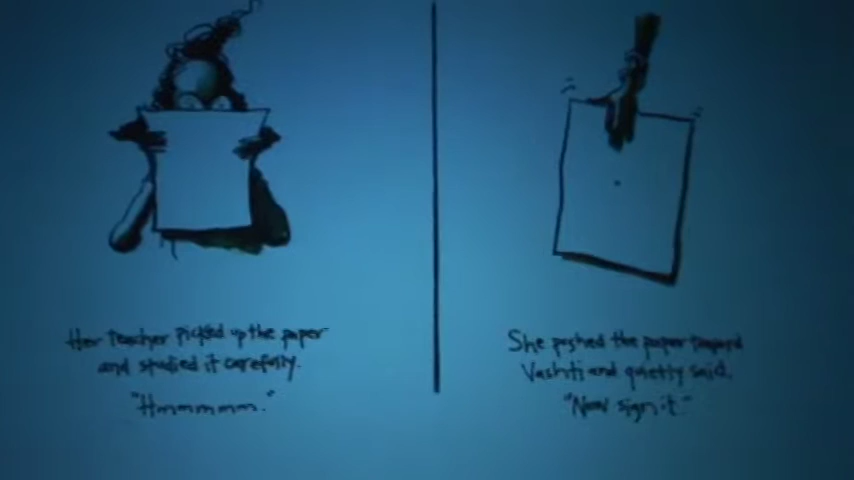 Her teacher picked up the paper
and studied it carefully.
"Hmmmmm."
She pushed the paper toward
Vashti and quietly said,
"Now sign it."